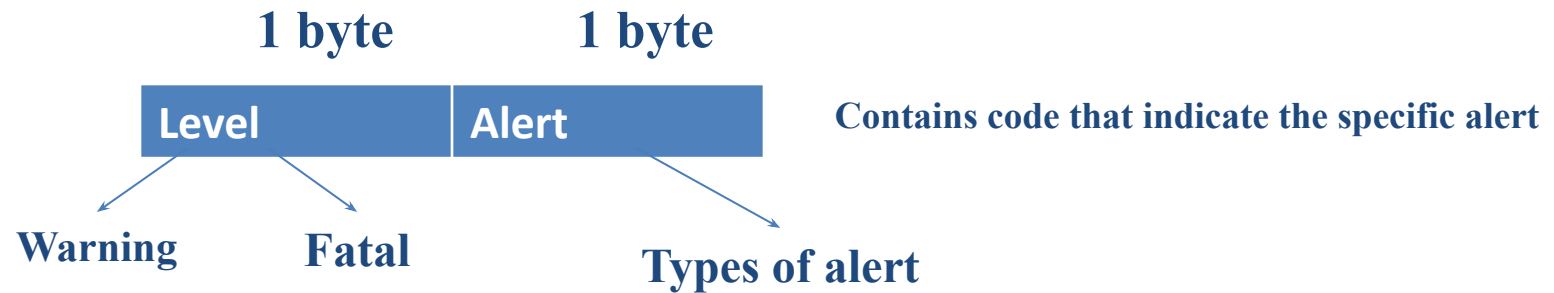 1 byte 1 byte
Level Alert Contains code that indicate the specific alert
Warning Fatal Types of alert